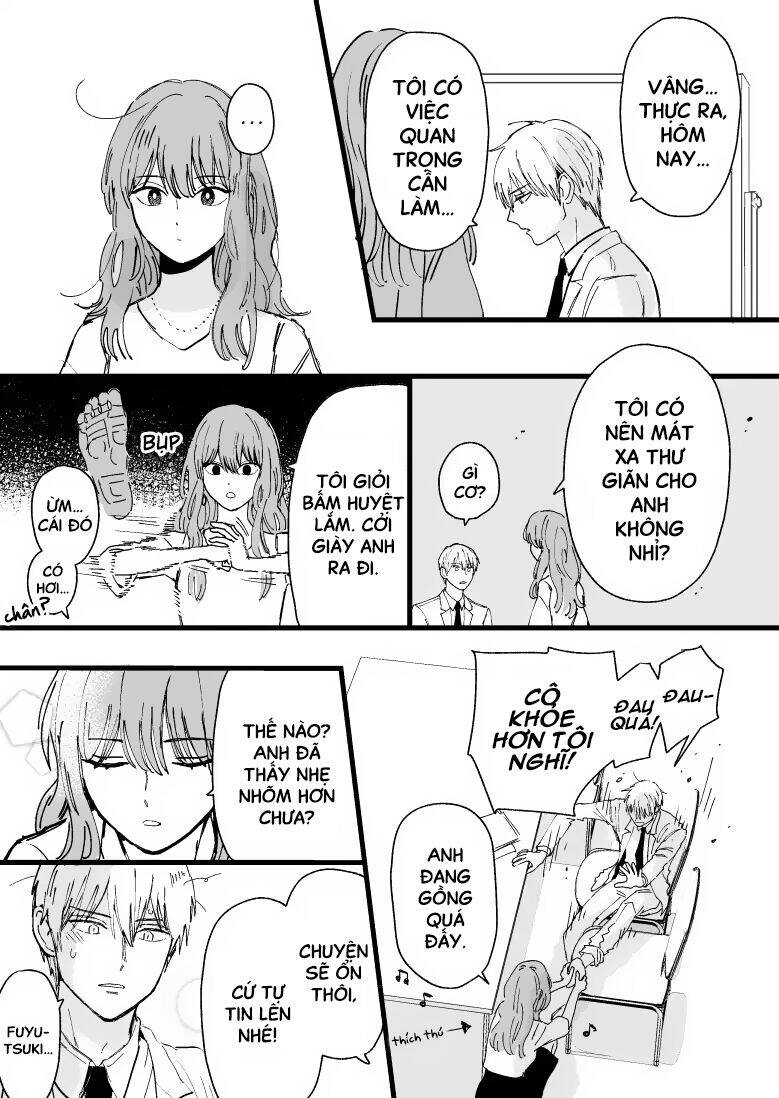 VÂNG...
THỰC RA,
HÔM
NAY...
TÔI CÓ
VIỆC
QUAN
TRONG
CẦN
LÀM...
...
TÔI CÓ
NÊN MÁT
XA THƯ
GIÃN CHO
ANH
KHÔNG
NHỈ?
GÌ
CƠ?
TÔI GIỎI
BẤM HUYỆT
LẮM. CỞI
GIÀY ANH
RA ĐI.
BỤP
ỪM...
CÁI ĐÓ
CÓ
HƠI...
chân?
ĐAU-
ĐAU
QUÁ!
CÔ
KHỎE
HƠN TÔI
NGHĨ!
ANH
ĐANG
GỒNG
QUÁ
ĐẤY.
thích thú
THẾ NÀO?
ANH ĐÃ
THẤY NHẸ
NHÕM HƠN
CHƯA?
CHUYỆN
SẼ ỔN
THÔI,
CỨ TỰ
TIN LÊN
NHÉ!
FUYU-
TSUKI...